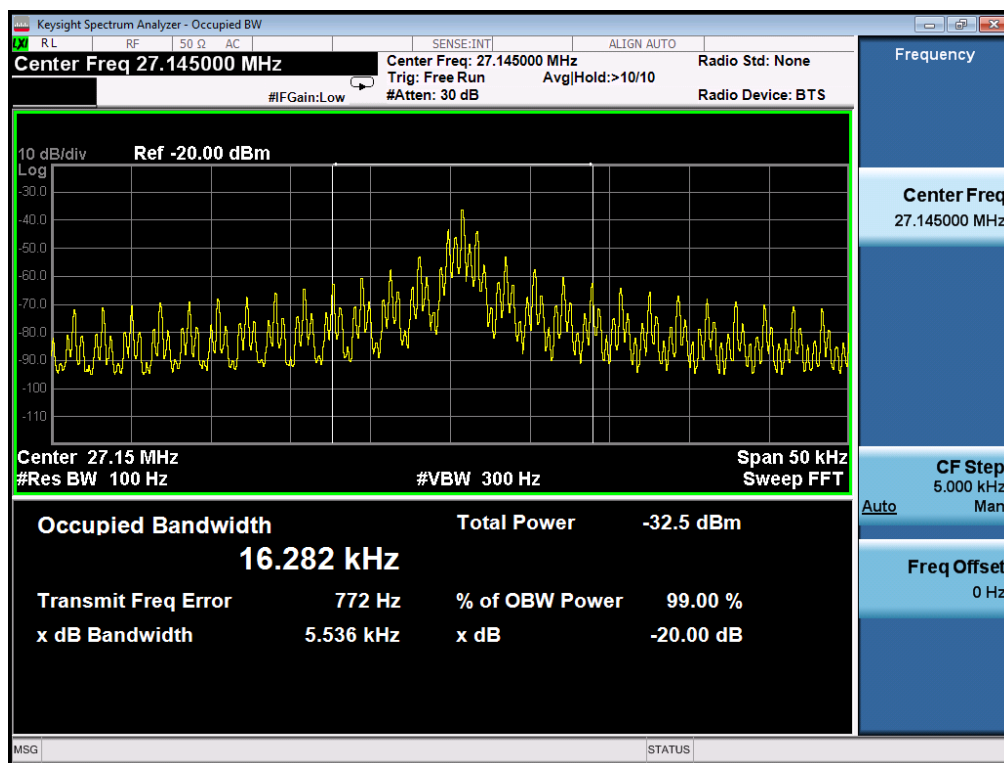 Keysight Spectrum Analyzer - Occupied BW
LXI RL RF 50 Ω AC SENSE:INT ALIGN AUTO
Center Freq 27.145000 MHz
Center Freq: 27.145000 MHz Radio Std: None
Trig: Free Run Avg|Hold:>10/10
#IFGain:Low #Atten: 30 dB Radio Device: BTS
10 dB/div Ref -20.00 dBm
Log
-30.0
-40.0
-50.0
-60.0
-70.0
-80.0
-90.0
-100
-110
Center 27.15 MHz Span 50 kHz
#Res BW 100 Hz #VBW 300 Hz Sweep FFT
Occupied Bandwidth Total Power -32.5 dBm
16.282 kHz
Transmit Freq Error 772 Hz % of OBW Power 99.00 %
x dB Bandwidth 5.536 kHz x dB -20.00 dB
MSG STATUS
Frequency
Center Freq
27.145000 MHz
CF Step
5.000 kHz
Auto Man
Freq Offset
0 Hz